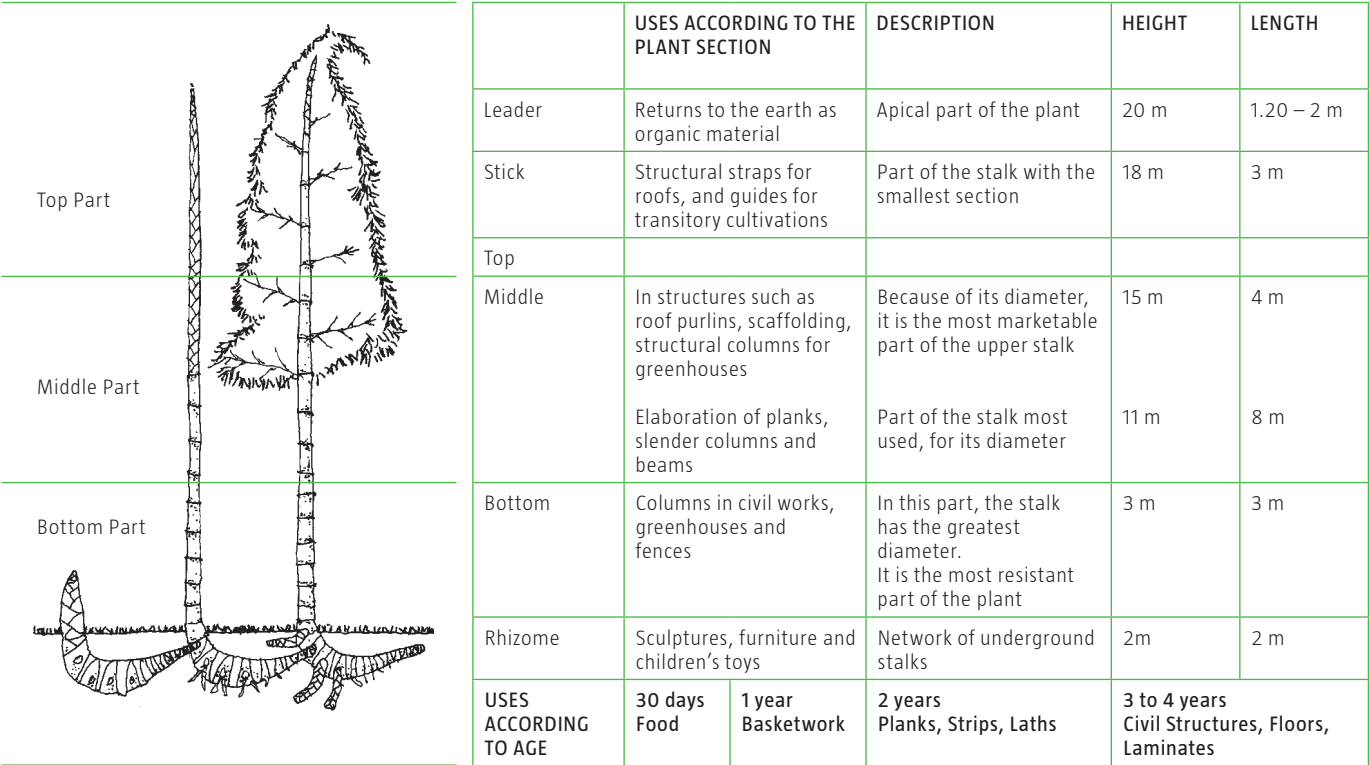 Top Part
Middle Part
Bottom Part
USES ACCORDING TO THE
PLANT SECTION
DESCRIPTION
HEIGHT
LENGTH
Leader
Returns to the earth as
organic material
Apical part of the plant
20 m
1.20 – 2 m
Stick
Structural straps for
roofs, and guides for
transitory cultivations
Part of the stalk with the
smallest section
18 m
3 m
Top
Middle
In structures such as
roof purlins, scaffolding,
structural columns for
greenhouses
Because of its diameter,
it is the most marketable
part of the upper stalk
15 m
4 m
Elaboration of planks,
slender columns and
beams
Part of the stalk most
used, for its diameter
11 m
8 m
Bottom
Columns in civil works,
greenhouses and
fences
In this part, the stalk
has the greatest
diameter.
It is the most resistant
part of the plant
3 m
3 m
Rhizome
Sculptures, furniture and
children’s toys
Network of underground
stalks
2m
2 m
USES
ACCORDING
TO AGE
30 days
Food
1 year
Basketwork
2 years
Planks, Strips, Laths
3 to 4 years
Civil Structures, Floors,
Laminates